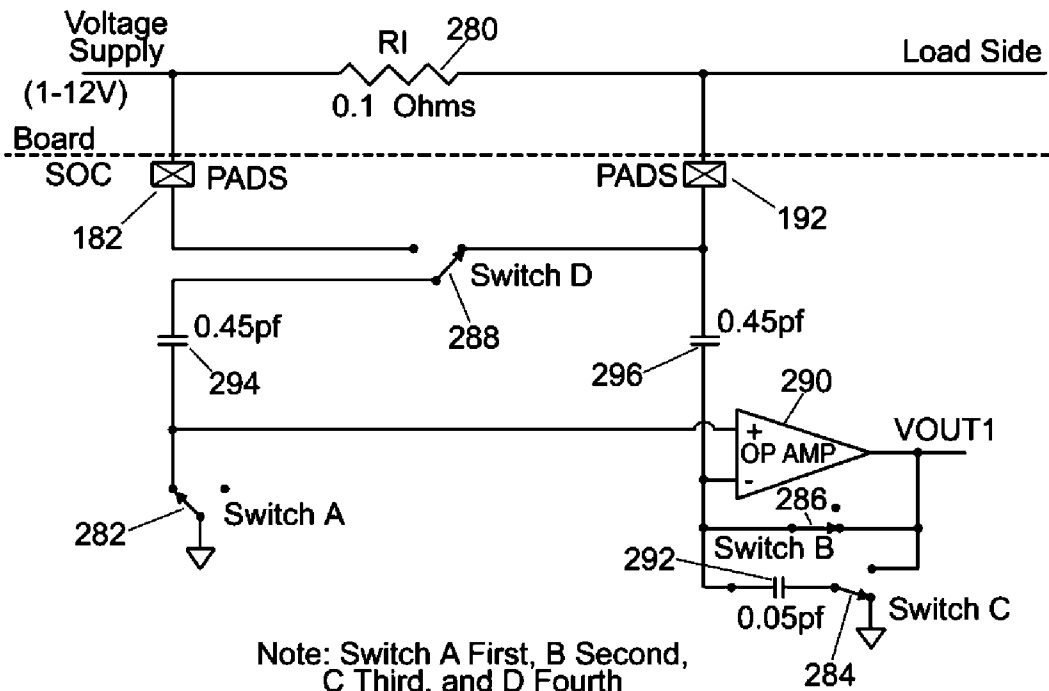 Voltage
Supply
(1-12V)
RI
280
0.1 Ohms
Load Side
Board
SOC
PADS
PADS
182
192
Switch D
288
0.45pf
294
0.45pf
296
290
+
OP AMP
-
VOUT1
282
Switch A
286
Switch B
292
0.05pf
Switch C
284
Note: Switch A First, B Second,
C Third, and D Fourth